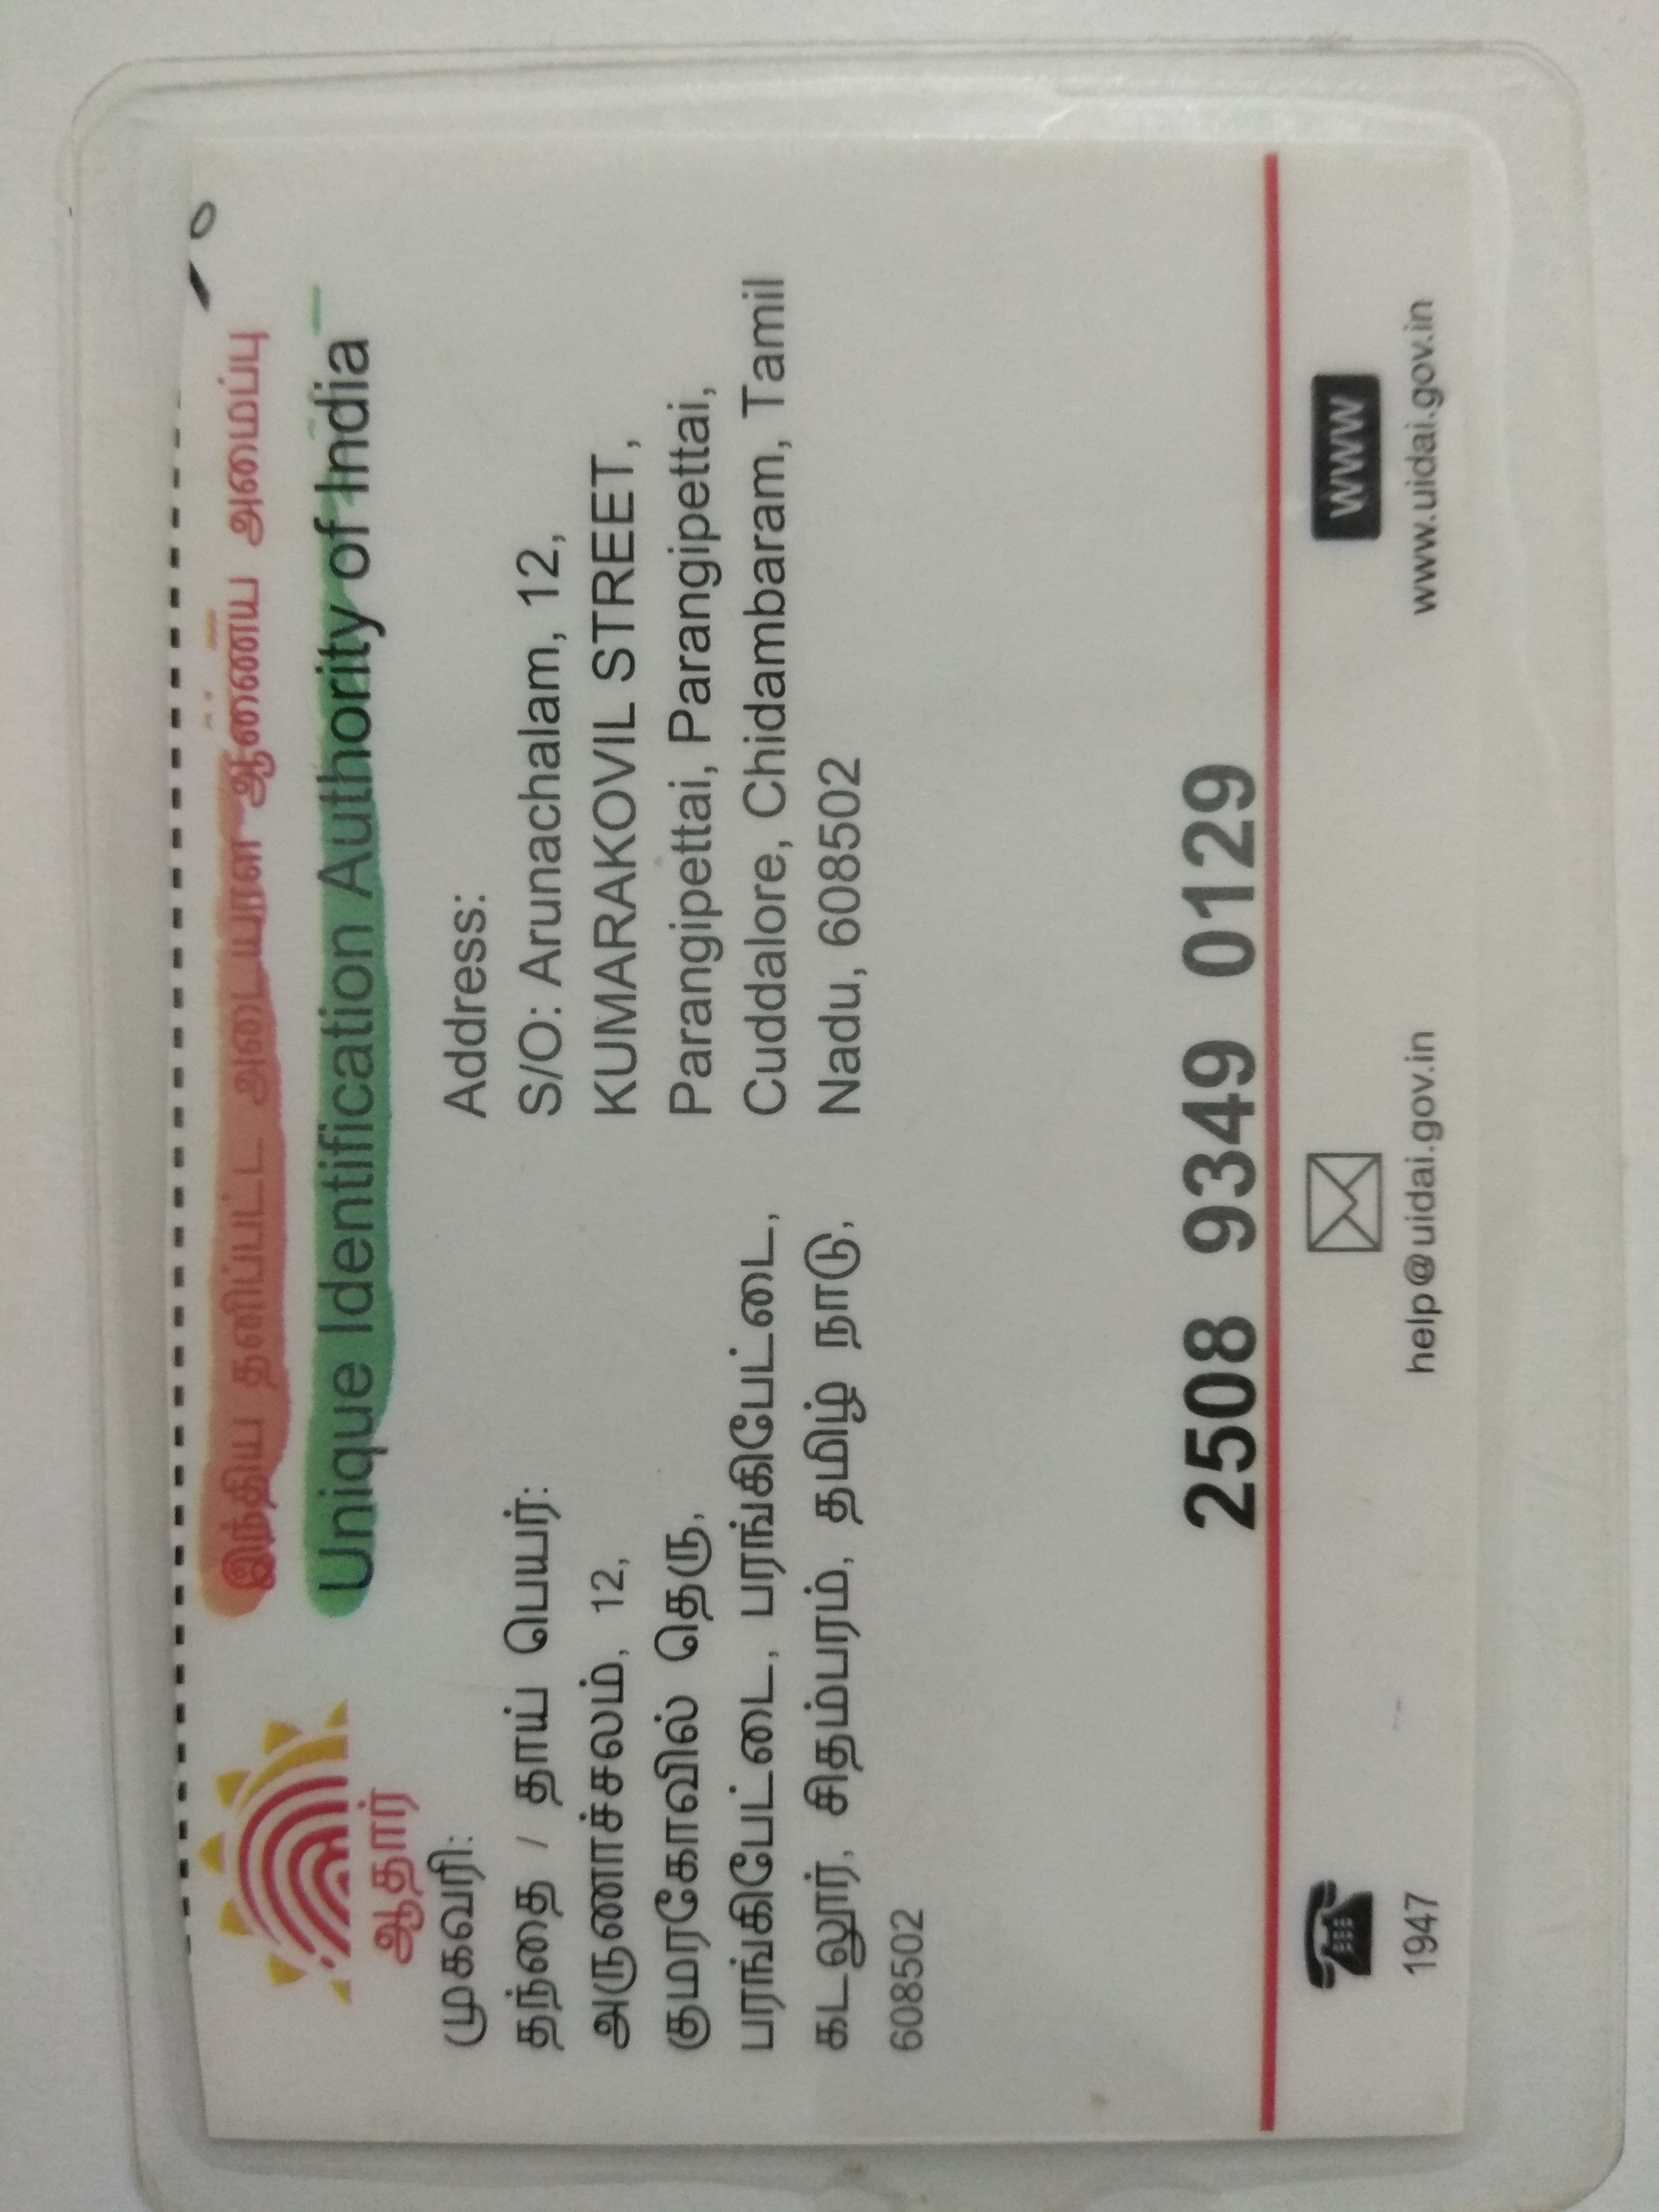 இந்திய தனிப்பட்ட அடையாள ஆணைய அமைப்பு
Unique Identification Authority of India
ஆதார்
முகவரி:
தந்தை / தாய் பெயர்:
அருணாச்சலம், 12,
குமரகோவில் தெரு,
பரங்கிபேட்டை, பரங்கிபேட்டை,
கடலூர், சிதம்பரம், தமிழ் நாடு,
608502
Address:
S/O: Arunachalam, 12,
KUMARAKOVIL STREET,
Parangipettai, Parangipettai,
Cuddalore, Chidambaram, Tamil
Nadu, 608502
2508 9349 0129
1947
help@uidai.gov.in
WWW
www.uidai.gov.in